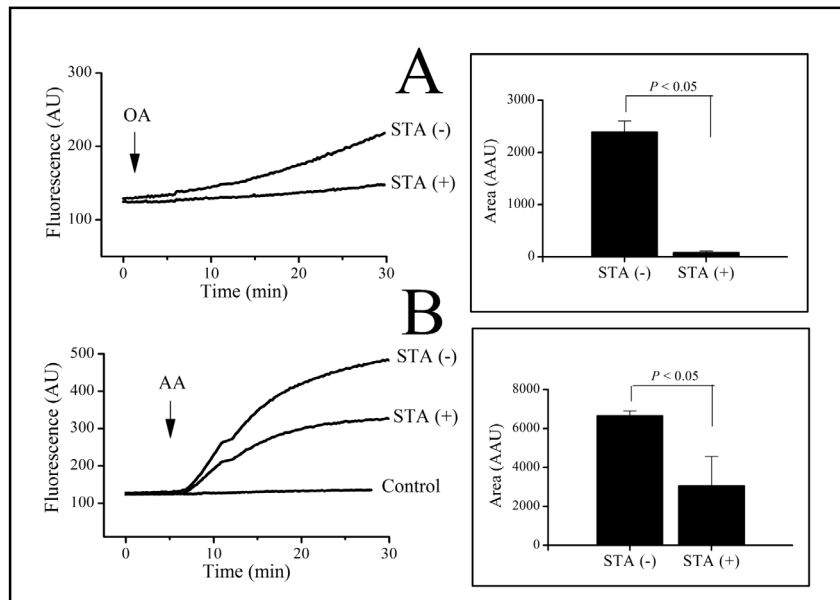 A
300
200
100
Fluorescence (AU)
OA
STA (-)
STA (+)
0 10 20 30
Time (min)
P < 0.05
3000
2000
1000
0
Area (AAU)
STA (-) STA (+)
B
500
400
300
200
100
Fluorescence (AU)
AA
STA (-)
STA (+)
Control
0 10 20 30
Time (min)
P < 0.05
8000
6000
4000
2000
0
Area (AAU)
STA (-) STA (+)